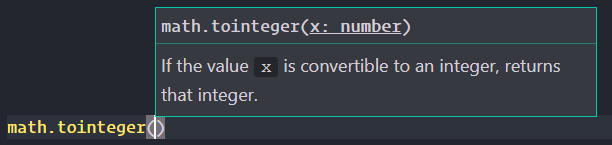 math.tointeger(x: number)
If the value x is convertible to an integer, returns
that integer.
math.tointeger()